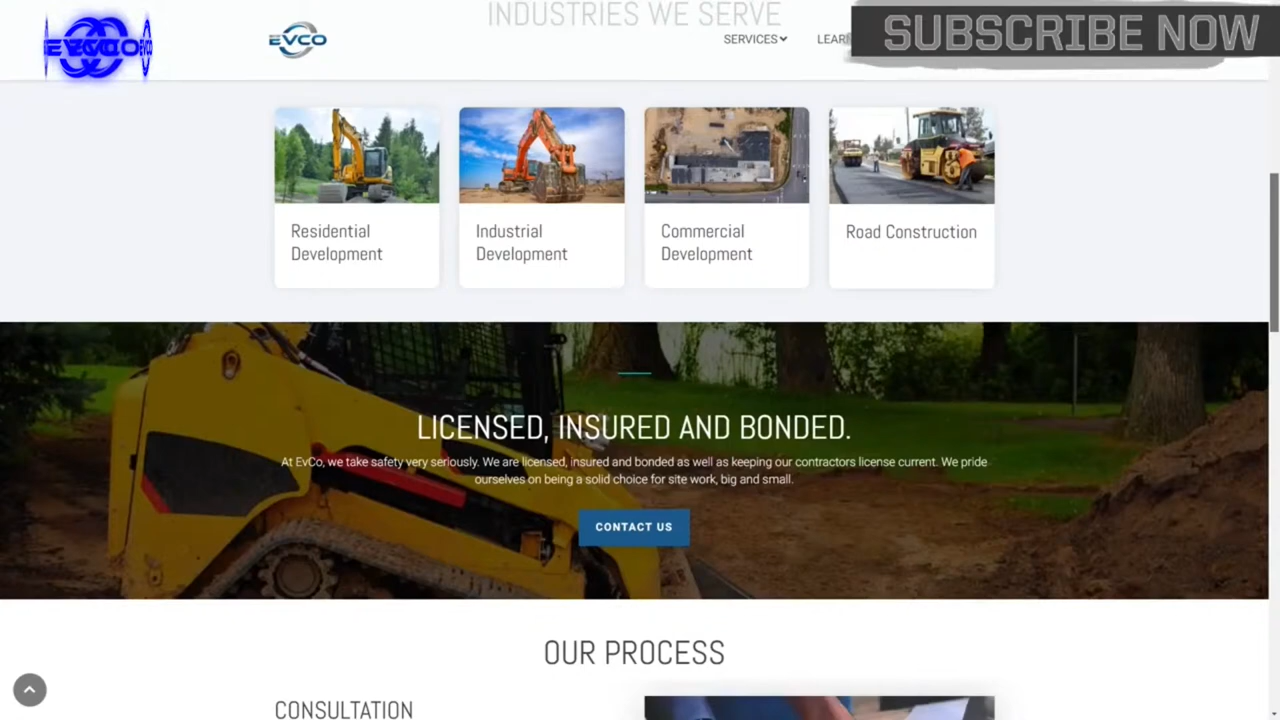 INDUSTRIES WE SERVE
EVCO
EVCO
SERVICES
LEAR
SUBSCRIBE NOW
Residential
Development
Industrial
Development
Commercial
Development
Road Construction
LICENSED, INSURED AND BONDED.
At EvCo, we take safety very seriously. We are licensed, insured and bonded as well as keeping our contractors license current. We pride
ourselves on being a solid choice for site work, big and small.
CONTACT US
OUR PROCESS
CONSULTATION